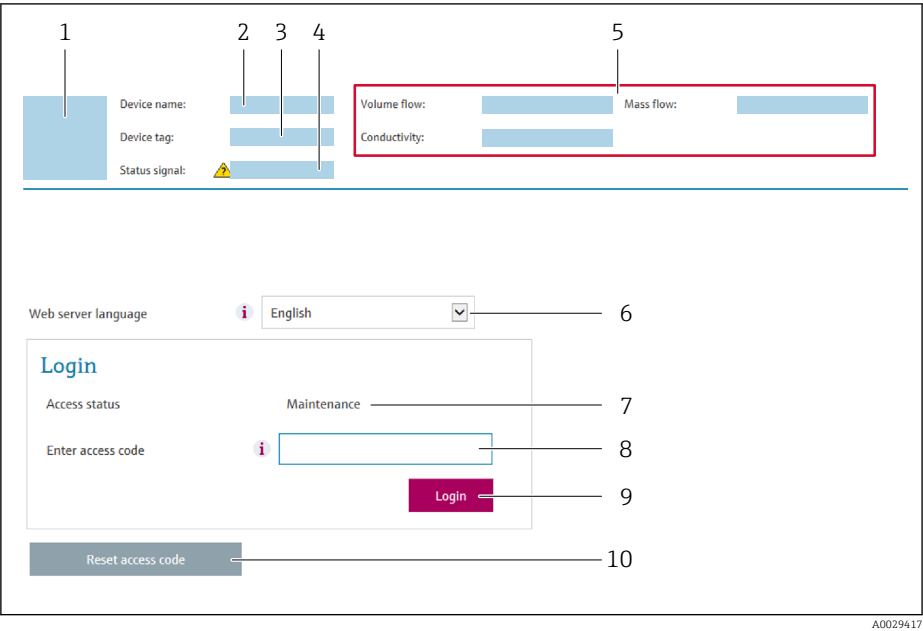 1 2 3 4 5
Device name: Volume flow: Mass flow:
Device tag: Conductivity:
Status signal: ?
Web server language i English 6
Login
Access status Maintenance 7
Enter access code i 8
Login 9
Reset access code 10
A0029417